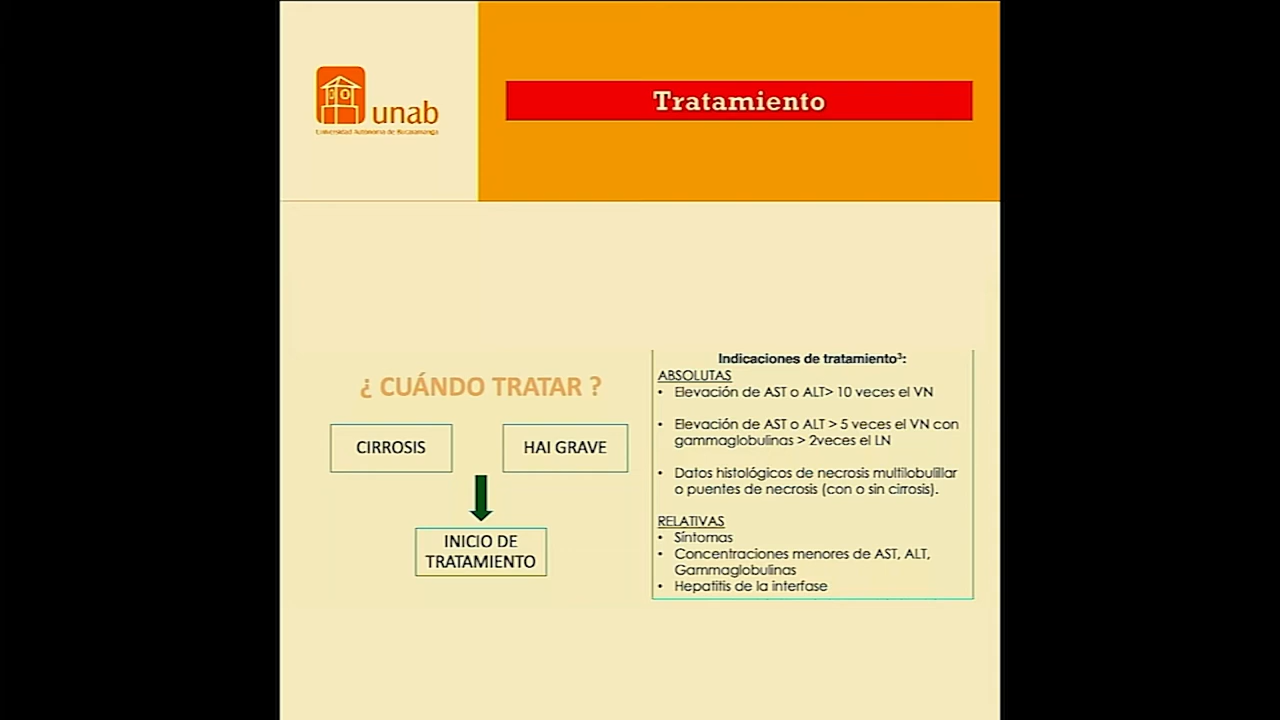 unab
Universidad Autónoma de Bucaramanga
Tratamiento
¿ CUÁNDO TRATAR ?
CIRROSIS
HAI GRAVE
INICIO DE
TRATAMIENTO
Indicaciones de tratamiento³:
ABSOLUTAS
• Elevación de AST o ALT> 10 veces el VN
• Elevación de AST o ALT > 5 veces el VN con
gammaglobulinas > 2veces el LN
• Datos histológicos de necrosis multilobulillar
o puentes de necrosis (con o sin cirrosis).
RELATIVAS
• Síntomas
• Concentraciones menores de AST, ALT,
Gammaglobulinas
• Hepatitis de la interfase